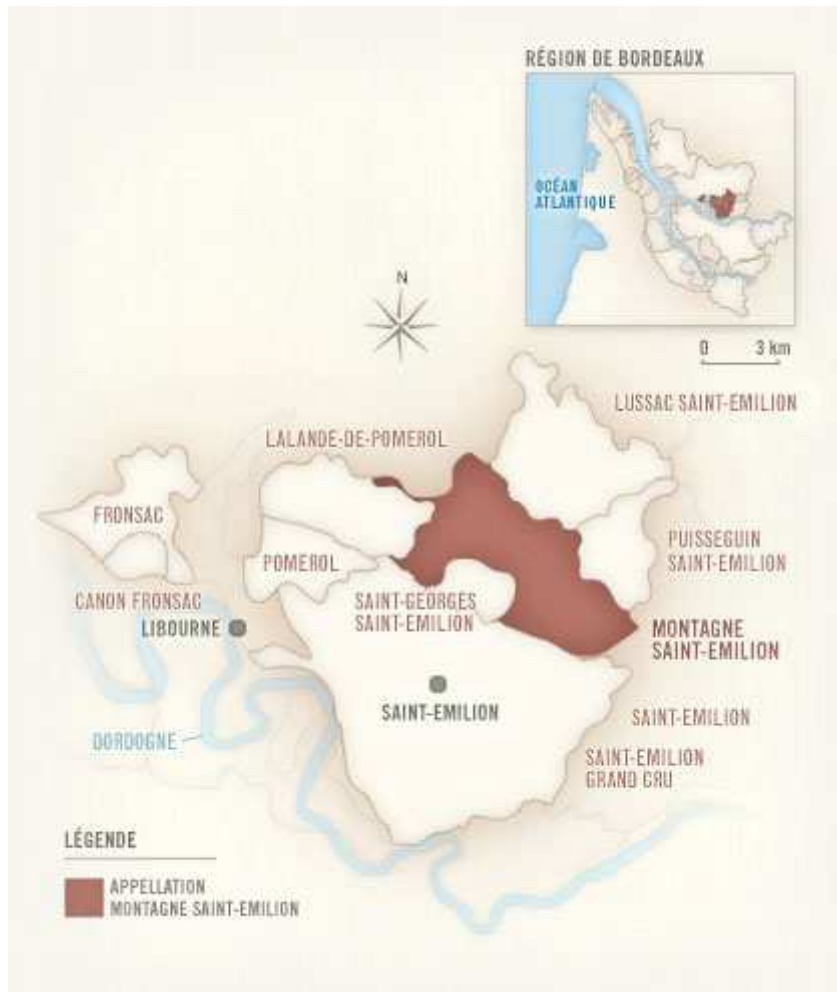 RÉGION DE BORDEAUX
OCÉAN
ATLANTIQUE
N
0 3 km
LUSSAC SAINT-EMILION
LALANDE-DE-POMEROL
FRONSAC
POMEROL
PUISSEGUIN
SAINT-EMILION
CANON FRONSAC
SAINT-GEORGES
SAINT-EMILION
LIBOURNE
MONTAGNE
SAINT-EMILION
SAINT-EMILION
SAINT-EMILION
DORDOGNE
SAINT-EMILION
GRAND CRU
LÉGENDE
APPELLATION
MONTAGNE SAINT-EMILION